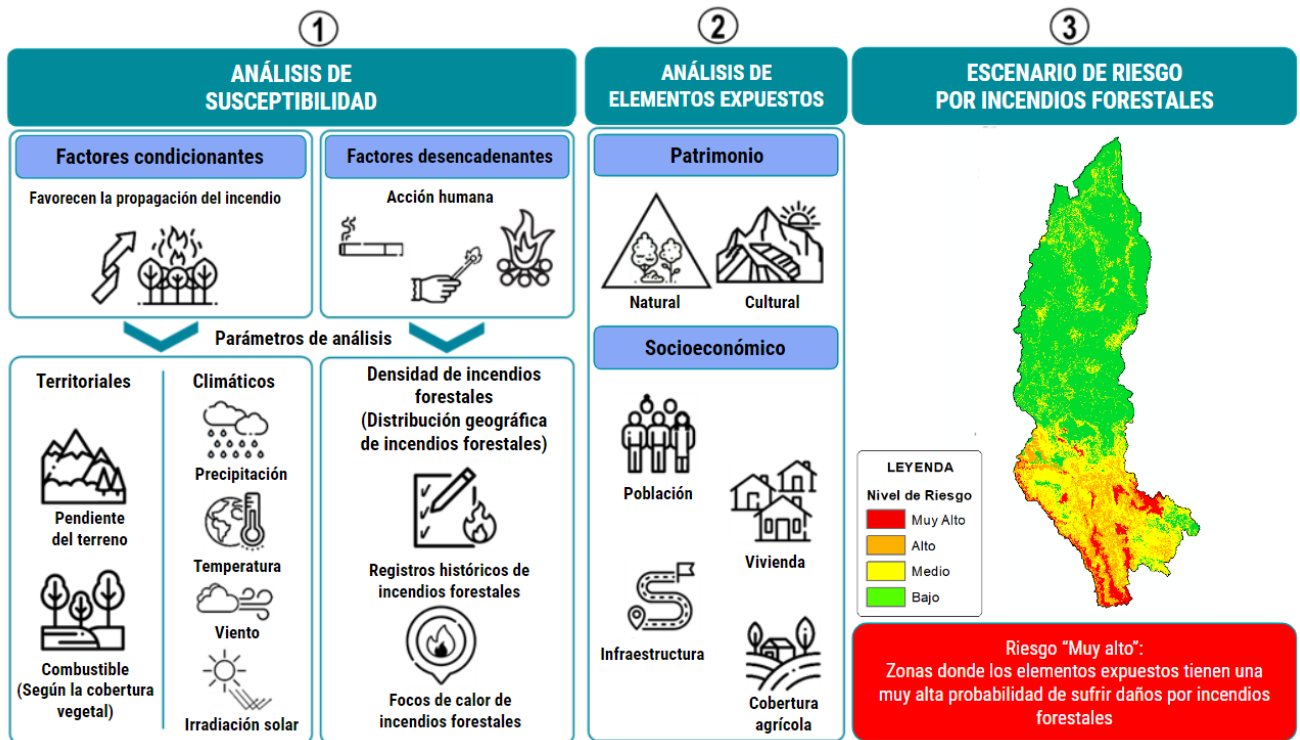 1
ANÁLISIS DE
SUSCEPTIBILIDAD
Factores condicionantes
Favorecen la propagación del incendio
Factores desencadenantes
Acción humana
Parámetros de análisis
Territoriales
Pendiente
del terreno
Combustible
(Según la cobertura
vegetal)
Climáticos
Precipitación
Temperatura
Viento
Irradiación solar
Densidad de incendios
forestales
(Distribución geográfica
de incendios forestales)
Registros históricos de
incendios forestales
Focos de calor de
incendios forestales
2
ANÁLISIS DE
ELEMENTOS EXPUESTOS
Patrimonio
Natural
Cultural
Socioeconómico
Población
Vivienda
Infraestructura
Cobertura
agrícola
3
ESCENARIO DE RIESGO
POR INCENDIOS FORESTALES
LEYENDA
Nivel de Riesgo
Muy Alto
Alto
Medio
Bajo
Riesgo “Muy alto”:
Zonas donde los elementos expuestos tienen una
muy alta probabilidad de sufrir daños por incendios
forestales